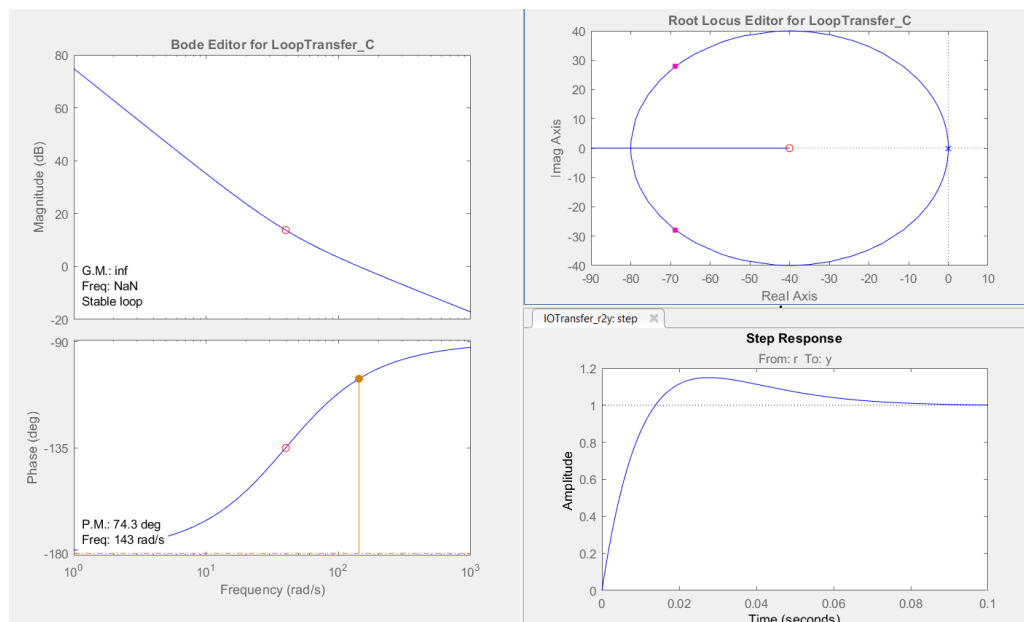 Bode Editor for LoopTransfer_C
Magnitude (dB)
80
60
40
20
0
-20
G.M.: inf
Freq: NaN
Stable loop
Phase (deg)
-90
-135
-180
P.M.: 74.3 deg
Freq: 143 rad/s
10^0 10^1 10^2 10^3
Frequency (rad/s)
Root Locus Editor for LoopTransfer_C
Imag Axis
40
30
20
10
0
-10
-20
-30
-40
-90 -80 -70 -60 -50 -40 -30 -20 -10 0 10
Real Axis
IOTransfer_r2y: step
Step Response
From: r To: y
Amplitude
1.2
1
0.8
0.6
0.4
0.2
0
0 0.02 0.04 0.06 0.08 0.1
Time (seconds)